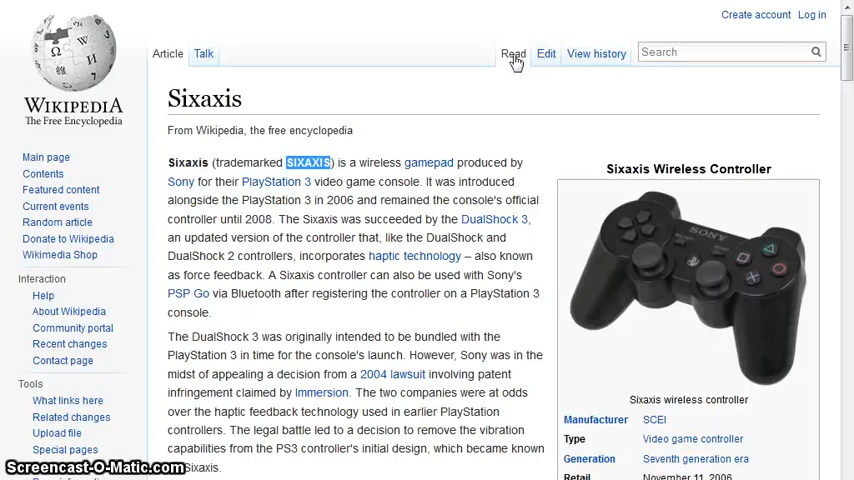 Create account Log in
Article Talk Read Edit View history Search
WIKIPEDIA
The Free Encyclopedia
Main page
Contents
Featured content
Current events
Random article
Donate to Wikipedia
Wikimedia Shop
Interaction
Help
About Wikipedia
Community portal
Recent changes
Contact page
Tools
What links here
Related changes
Upload file
Special pages
Sixaxis
From Wikipedia, the free encyclopedia
Sixaxis (trademarked SIXAXIS) is a wireless gamepad produced by
Sony for their PlayStation 3 video game console. It was introduced
alongside the PlayStation 3 in 2006 and remained the console's official
controller until 2008. The Sixaxis was succeeded by the DualShock 3,
an updated version of the controller that, like the DualShock and
DualShock 2 controllers, incorporates haptic technology – also known
as force feedback. A Sixaxis controller can also be used with Sony's
PSP Go via Bluetooth after registering the controller on a PlayStation 3
console.
The DualShock 3 was originally intended to be bundled with the
PlayStation 3 in time for the console's launch. However, Sony was in the
midst of appealing a decision from a 2004 lawsuit involving patent
infringement claimed by Immersion. The two companies were at odds
over the haptic feedback technology used in earlier PlayStation
controllers. The legal battle led to a decision to remove the vibration
capabilities from the PS3 controller's initial design, which became known
Sixaxis.
Sixaxis Wireless Controller
SONY
Sixaxis wireless controller
Manufacturer SCEI
Type Video game controller
Generation Seventh generation era
Retail November 11, 2006
Screencast-O-Matic.com